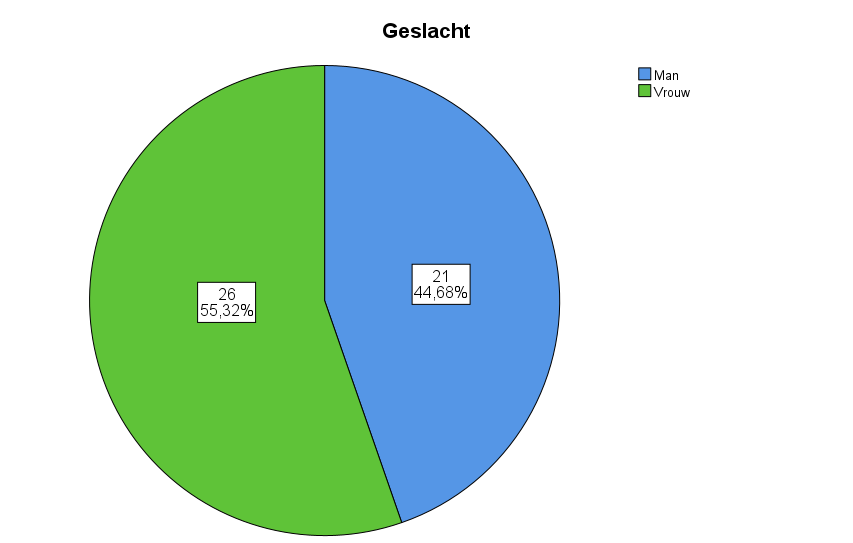 Geslacht
Man
Vrouw
21
44,68%
26
55,32%